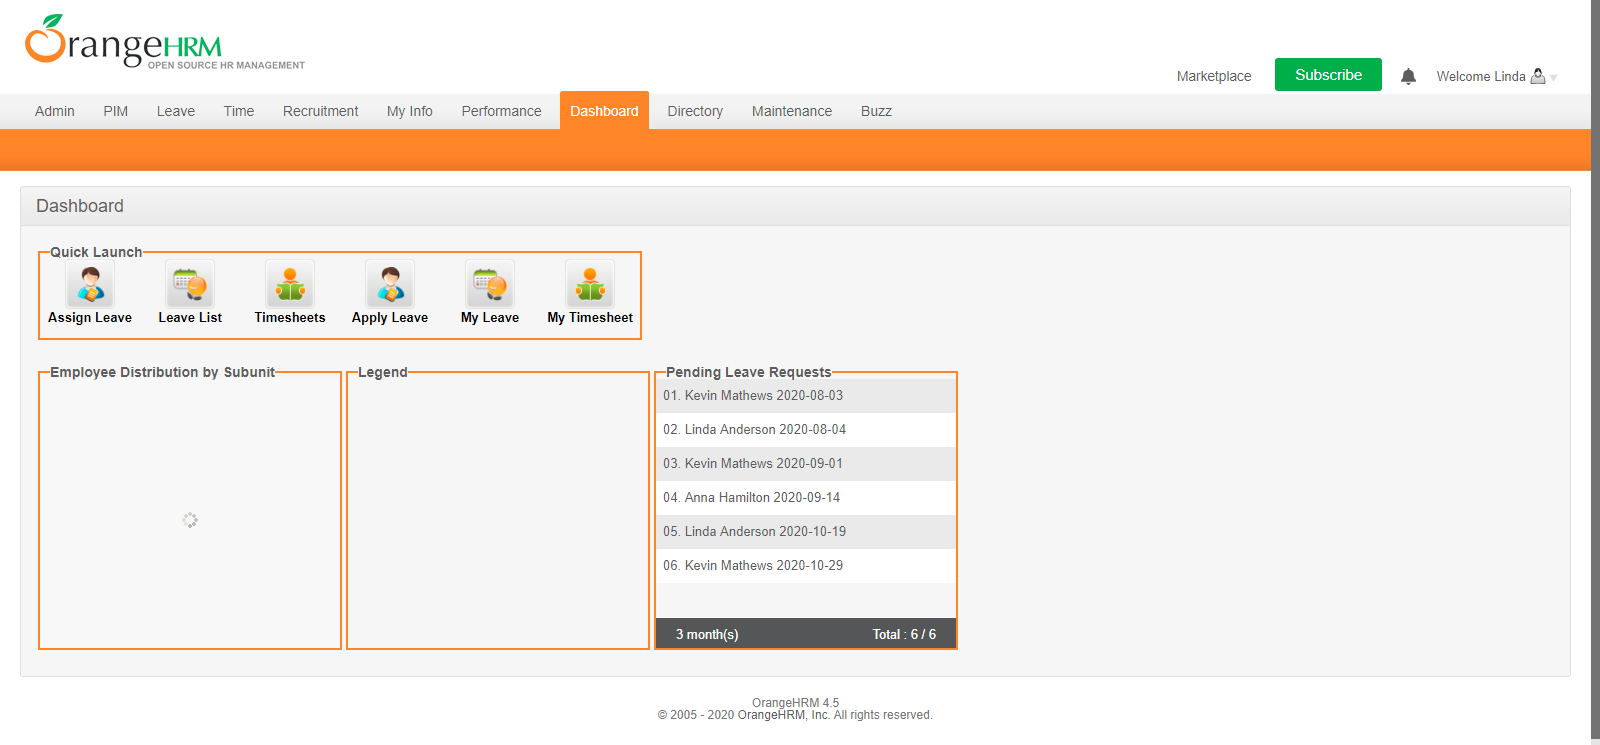 OrangeHRM
OPEN SOURCE HR MANAGEMENT
Marketplace
Subscribe
Welcome Linda
Admin PIM Leave Time Recruitment My Info Performance Dashboard Directory Maintenance Buzz
Dashboard
Quick Launch
Assign Leave Leave List Timesheets Apply Leave My Leave My Timesheet
Employee Distribution by Subunit
Legend
Pending Leave Requests
01. Kevin Mathews 2020-08-03
02. Linda Anderson 2020-08-04
03. Kevin Mathews 2020-09-01
04. Anna Hamilton 2020-09-14
05. Linda Anderson 2020-10-19
06. Kevin Mathews 2020-10-29
3 month(s) Total : 6 / 6
OrangeHRM 4.5
© 2005 - 2020 OrangeHRM, Inc. All rights reserved.